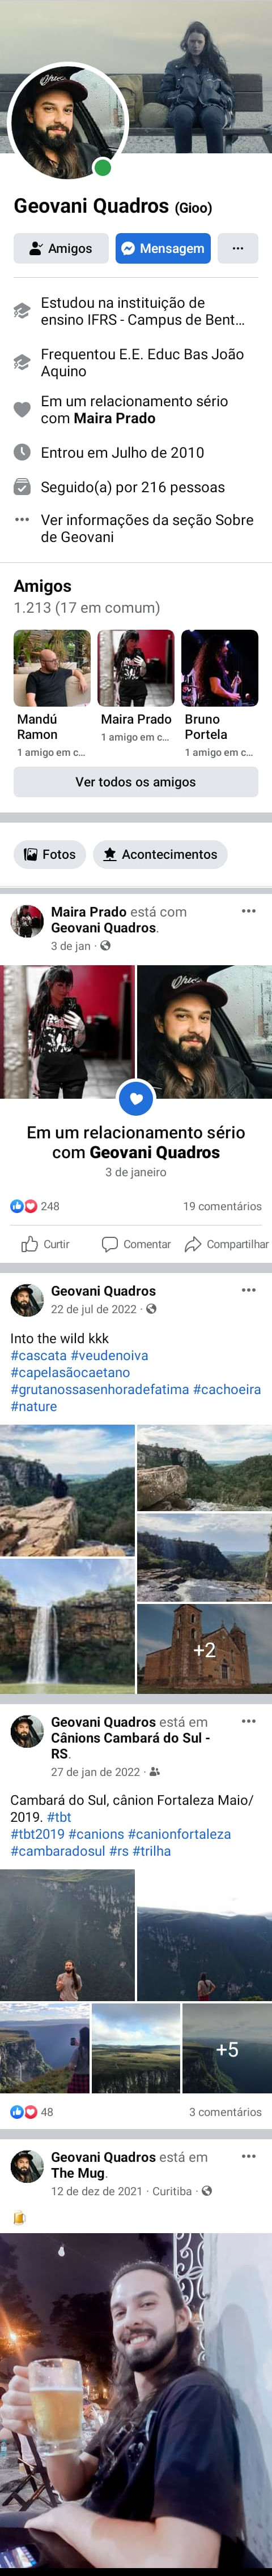 Geovani Quadros (Gioo)
Amigos
Mensagem
Estudou na instituição de
ensino IFRS - Campus de Bent...
Frequentou E.E. Educ Bas João
Aquino
Em um relacionamento sério
com Maira Prado
Entrou em Julho de 2010
Seguido(a) por 216 pessoas
Ver informações da seção Sobre
de Geovani
Amigos
1.213 (17 em comum)
Mandú
Ramon
1 amigo em c...
Maira Prado
1 amigo em c...
Bruno
Portela
1 amigo em c...
Ver todos os amigos
Fotos
Acontecimentos
Maira Prado está com
Geovani Quadros.
3 de jan ·
Em um relacionamento sério
com Geovani Quadros
3 de janeiro
248
19 comentários
Curtir
Comentar
Compartilhar
Geovani Quadros
22 de jul de 2022 ·
Into the wild kkk
#cascata #veudenoiva
#capelasãocaetano
#grutanossasenhoradefatima #cachoeira
#nature
+2
Geovani Quadros está em
Cânions Cambará do Sul -
RS.
27 de jan de 2022 ·
Cambará do Sul, cânion Fortaleza Maio/
2019. #tbt
#tbt2019 #canions #canionfortaleza
#cambaradosul #rs #trilha
+5
48
3 comentários
Geovani Quadros está em
The Mug.
12 de dez de 2021 · Curitiba ·